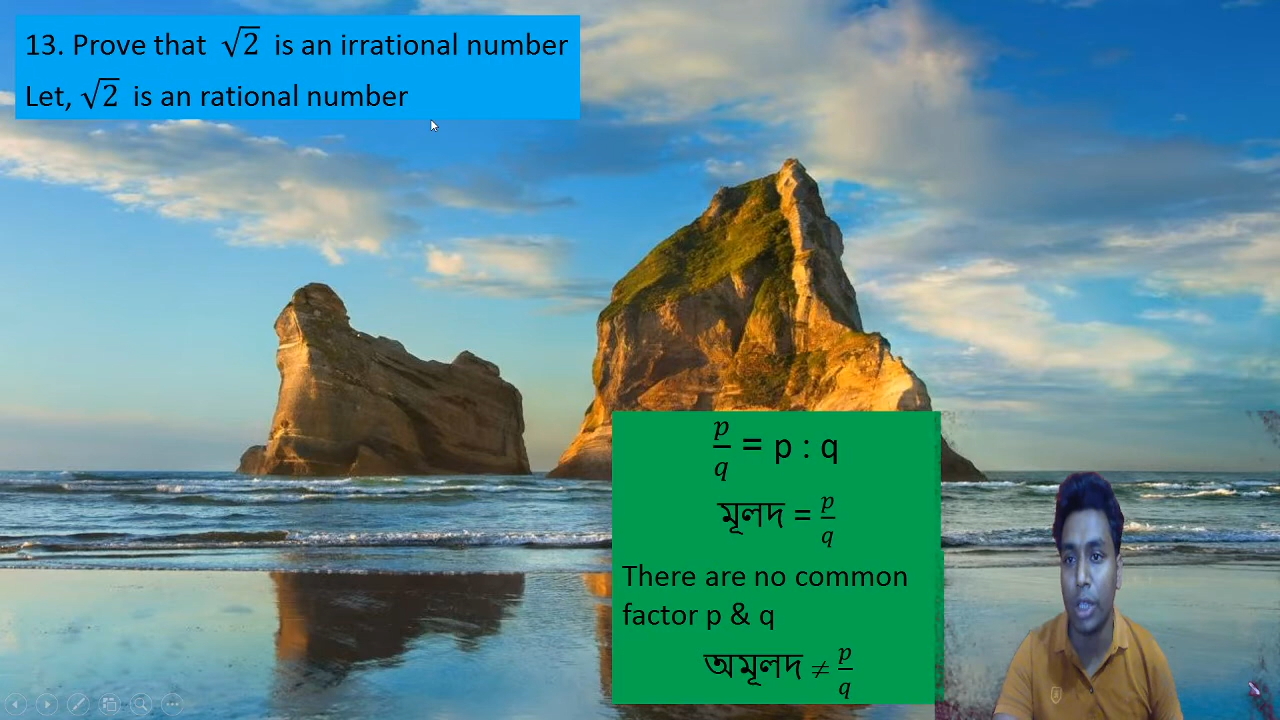 13. Prove that √2 is an irrational number
Let, √2 is an rational number
p/q = p : q
মূলদ = p/q
There are no common
factor p & q
অমূলদ ≠ p/q